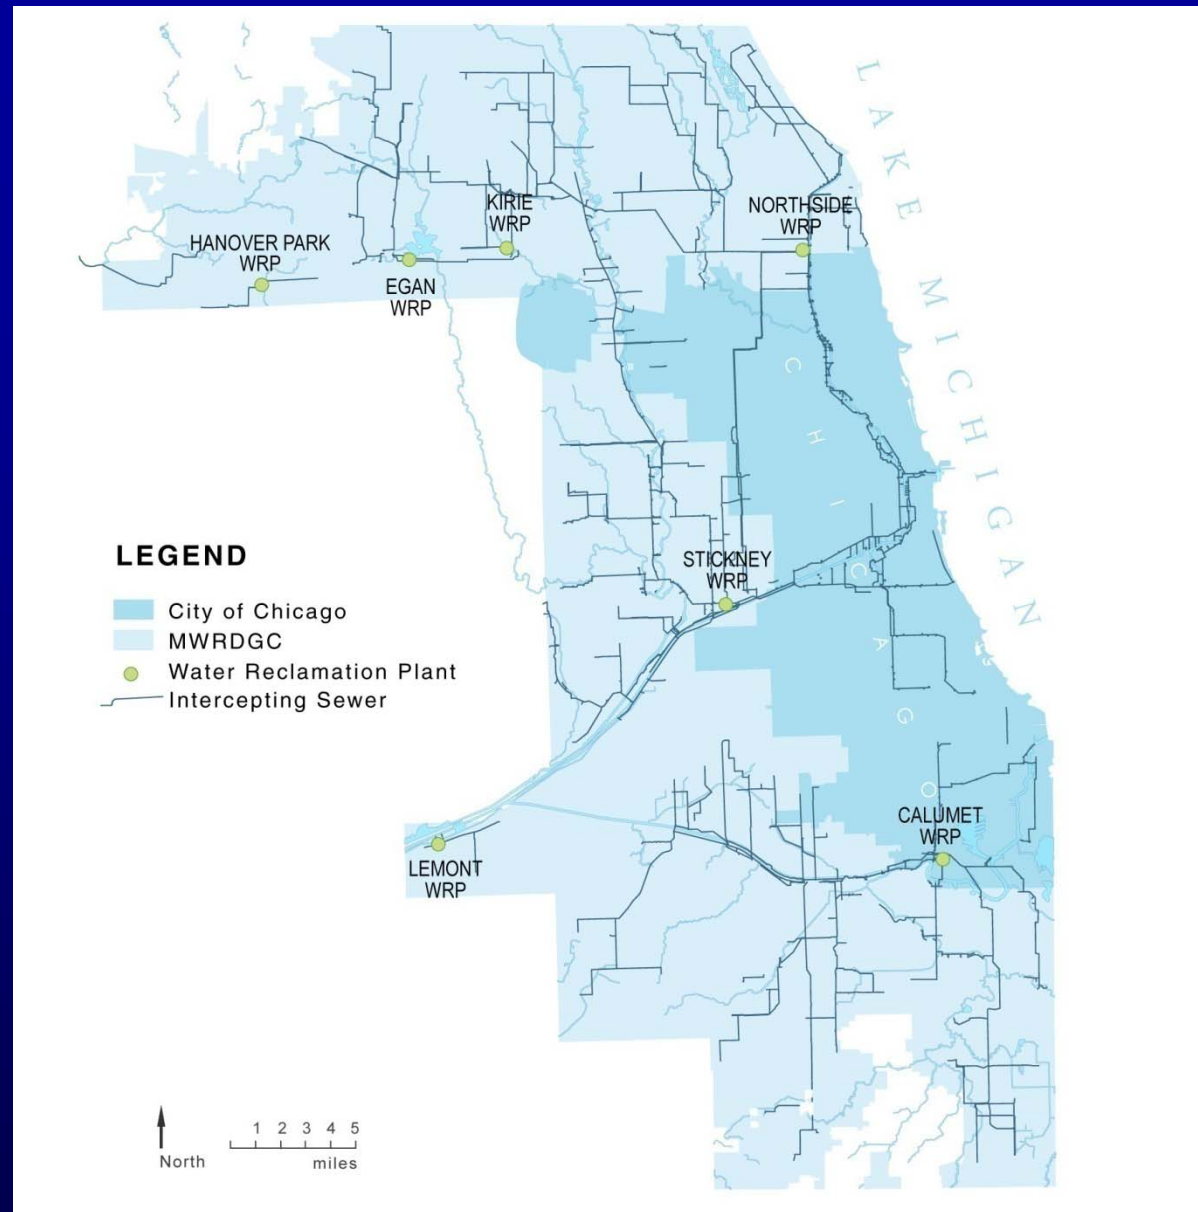 LAKE MICHIGAN
KIRIE
WRP
NORTHSIDE
WRP
HANOVER PARK
WRP
EGAN
WRP
CHICAGO
STICKNEY
WRP
LEGEND
City of Chicago
MWRDGC
Water Reclamation Plant
Intercepting Sewer
CALUMET
WRP
LEMONT
WRP
1 2 3 4 5
North
miles